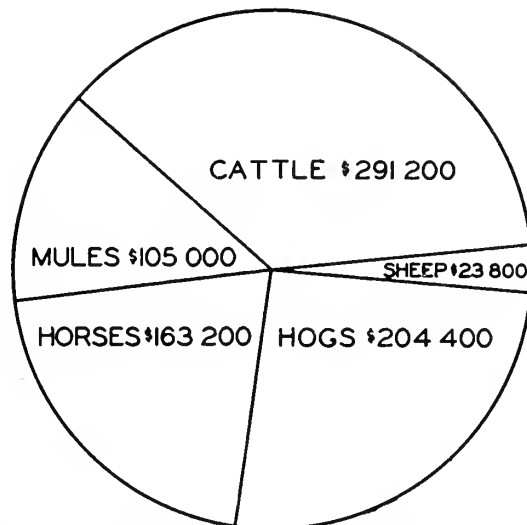 CATTLE $291 200
MULES $105 000
SHEEP $23 800
HORSES $163 200
HOGS $204 400